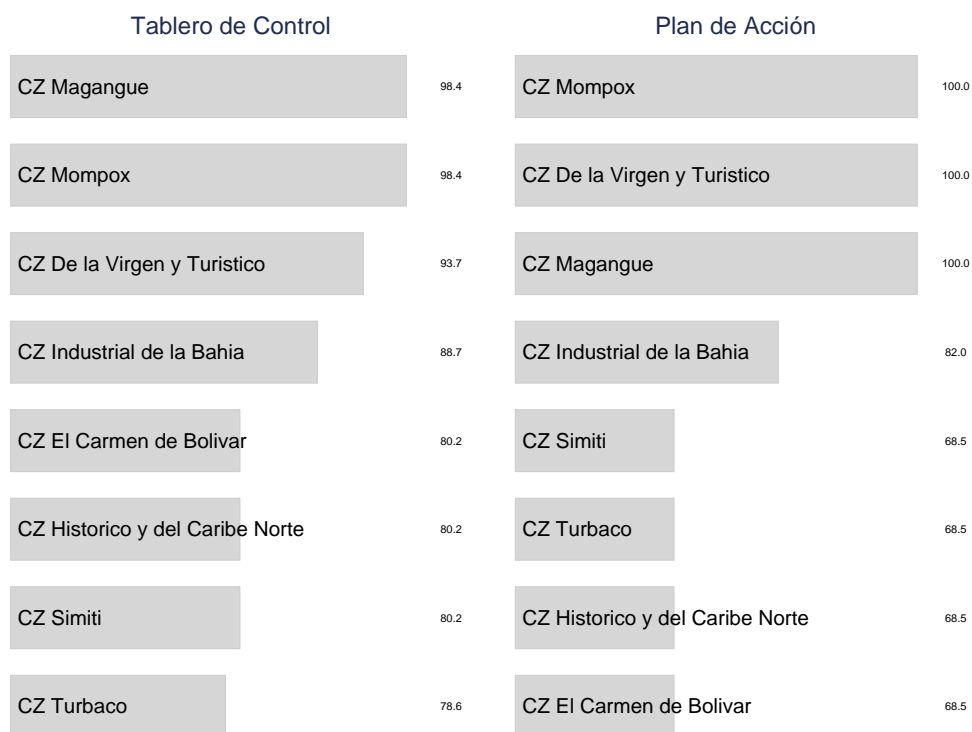 Tablero de Control
CZ Magangue 98.4
CZ Mompox 98.4
CZ De la Virgen y Turistico 93.7
CZ Industrial de la Bahia 88.7
CZ El Carmen de Bolivar 80.2
CZ Historico y del Caribe Norte 80.2
CZ Simiti 80.2
CZ Turbaco 78.6
Plan de Acción
CZ Mompox 100.0
CZ De la Virgen y Turistico 100.0
CZ Magangue 100.0
CZ Industrial de la Bahia 82.0
CZ Simiti 68.5
CZ Turbaco 68.5
CZ Historico y del Caribe Norte 68.5
CZ El Carmen de Bolivar 68.5